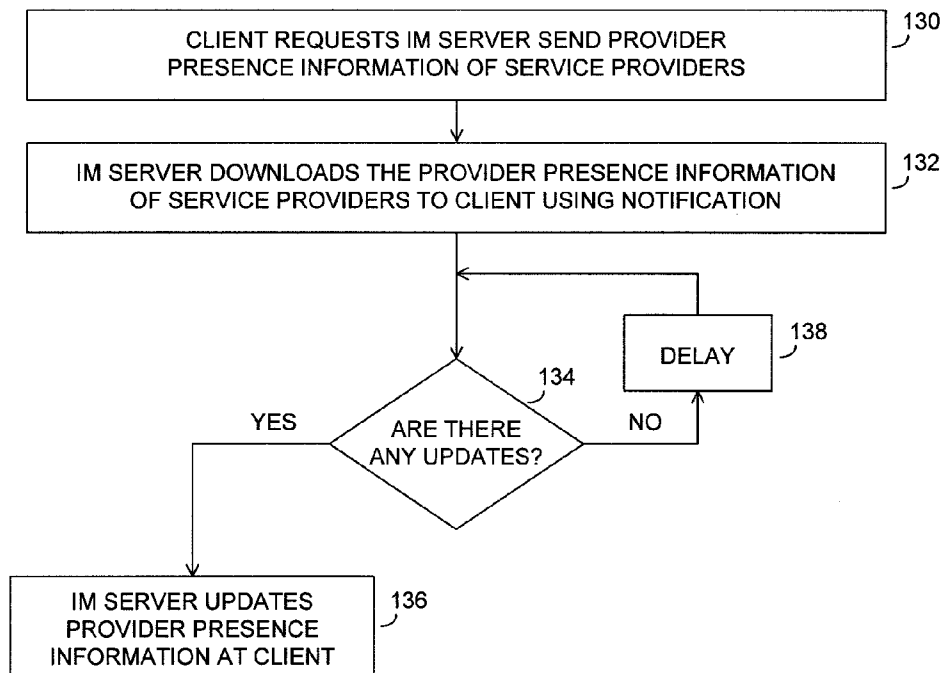 CLIENT REQUESTS IM SERVER SEND PROVIDER
PRESENCE INFORMATION OF SERVICE PROVIDERS
130
IM SERVER DOWNLOADS THE PROVIDER PRESENCE INFORMATION
OF SERVICE PROVIDERS TO CLIENT USING NOTIFICATION
132
DELAY
138
134
ARE THERE
ANY UPDATES?
YES
NO
IM SERVER UPDATES
PROVIDER PRESENCE
INFORMATION AT CLIENT
136